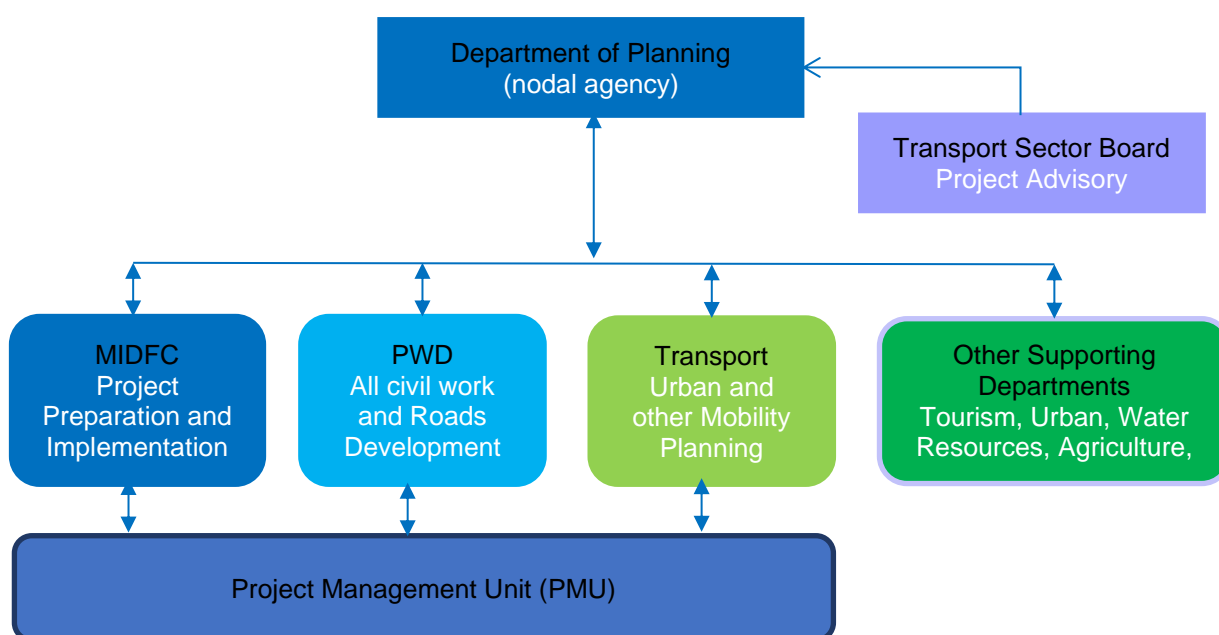 Department of Planning
(nodal agency)
Transport Sector Board
Project Advisory
MIDFC
Project
Preparation and
Implementation
PWD
All civil work
and Roads
Development
Transport
Urban and
other Mobility
Planning
Other Supporting
Departments
Tourism, Urban, Water
Resources, Agriculture,
Project Management Unit (PMU)